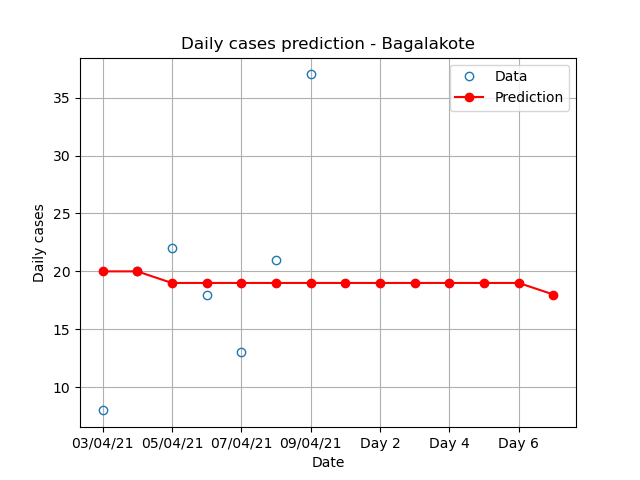 Daily cases prediction - Bagalakote
Data
Prediction
Daily cases
35
30
25
20
15
10
03/04/21 05/04/21 07/04/21 09/04/21 Day 2 Day 4 Day 6
Date